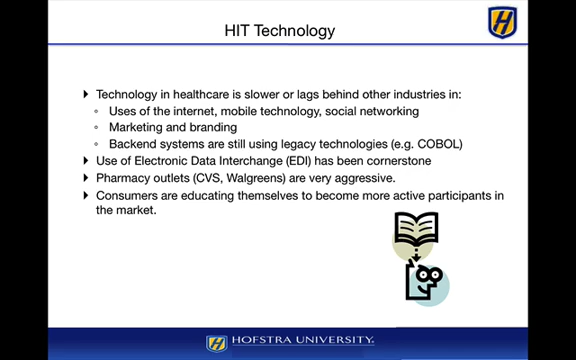 HIT Technology
Technology in healthcare is slower or lags behind other industries in:
Uses of the internet, mobile technology, social networking
Marketing and branding
Backend systems are still using legacy technologies (e.g. COBOL)
Use of Electronic Data Interchange (EDI) has been cornerstone
Pharmacy outlets (CVS, Walgreens) are very aggressive.
Consumers are educating themselves to become more active participants in
the market.
HOFSTRA UNIVERSITY